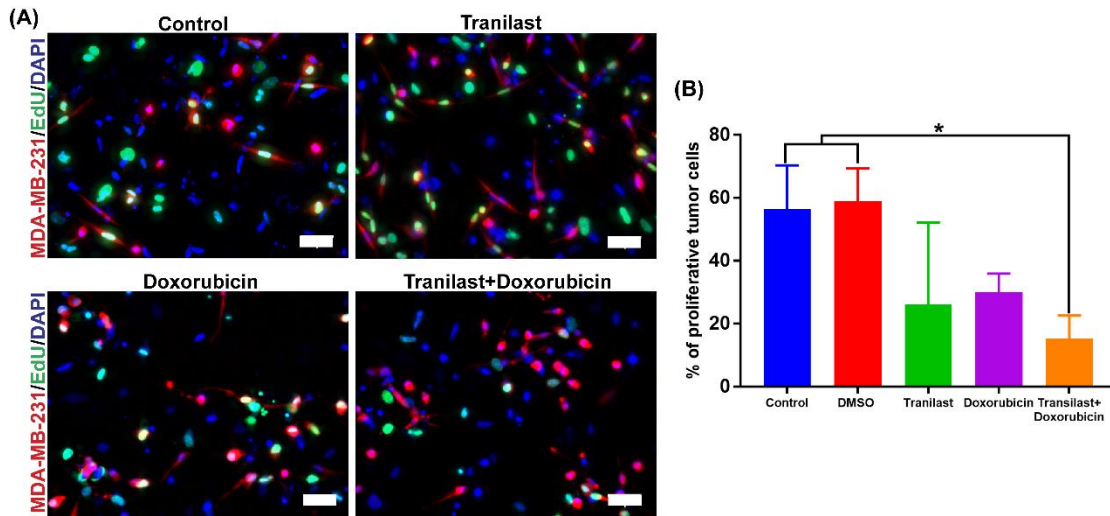 (A)
Control
Tranilast
MDA-MB-231/EdU/DAPI
Doxorubicin
Tranilast+Doxorubicin
MDA-MB-231/EdU/DAPI
(B)
% of proliferative tumor cells
80
60
40
20
0
*
Control
DMSO
Tranilast
Doxorubicin
Transilast+
Doxorubicin